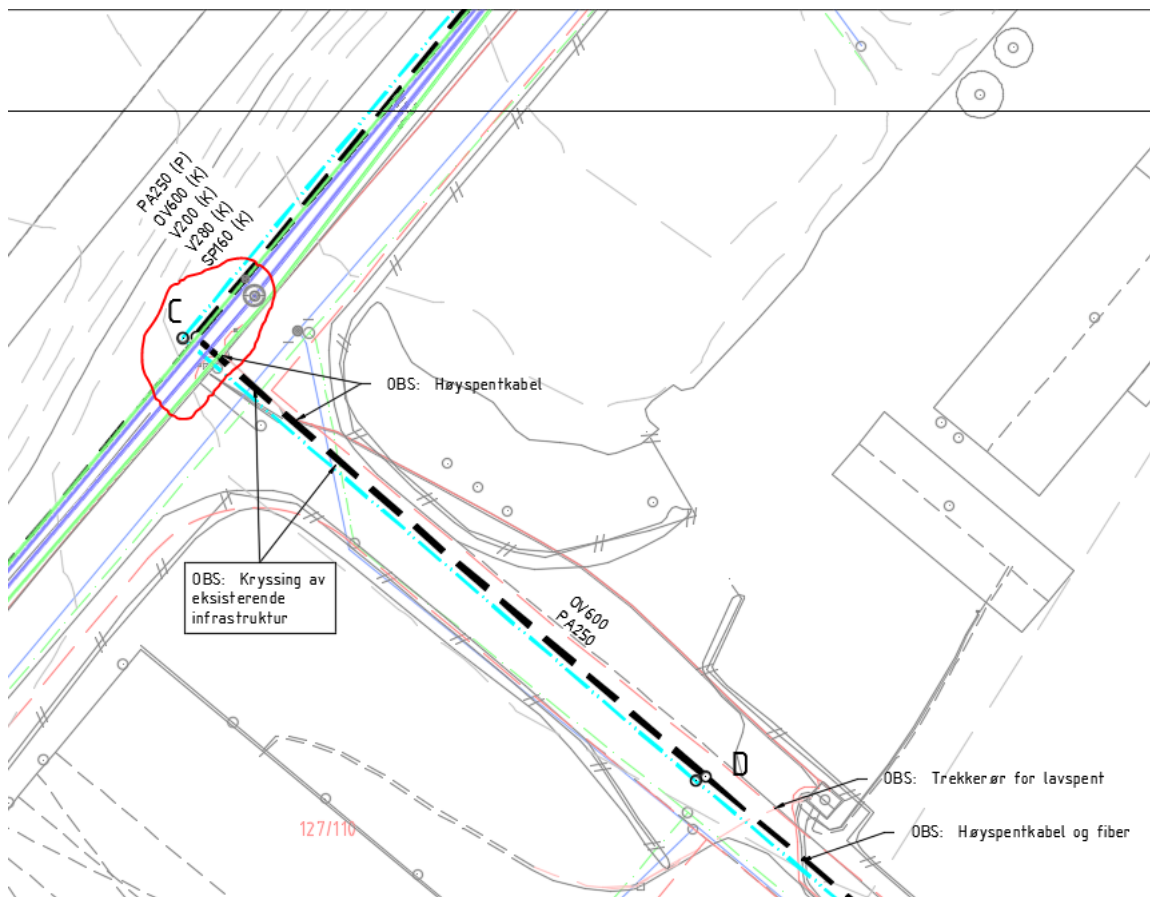 PA250 (P)
OV600 (K)
V200 (K)
V280 (K)
SP160 (K)
C
OBS: Høyspentkabel
OBS: Kryssing av
eksisterende
infrastruktur
OV600
PA250
D
OBS: Trekkerør for lavspent
127/110
OBS: Høyspentkabel og fiber